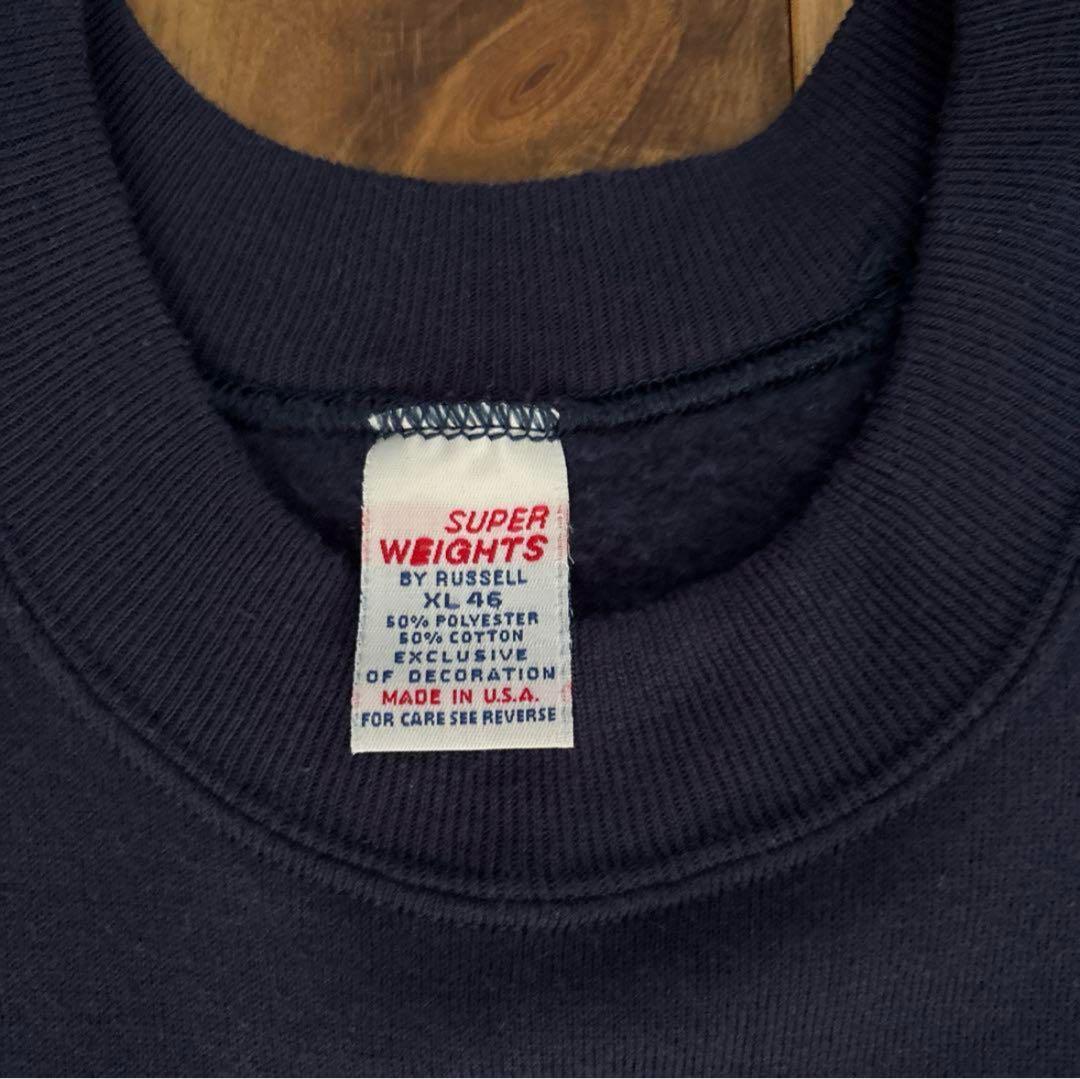 SUPER
WEIGHTS
BY RUSSELL
XL 46
50% POLYESTER
50% COTTON
EXCLUSIVE
OF DECORATION
MADE IN U.S.A.
FOR CARE SEE REVERSE